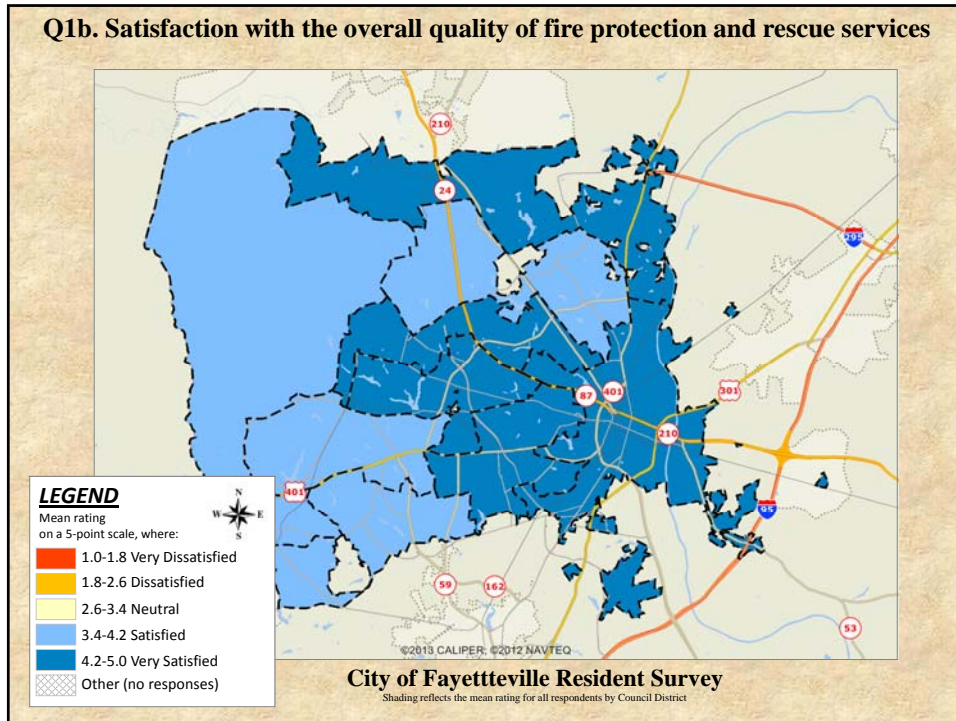 Q1b. Satisfaction with the overall quality of fire protection and rescue services
210
24
295
87
401
301
210
401
95
59
162
53
LEGEND
Mean rating
on a 5-point scale, where:
N
W E
S
1.0-1.8 Very Dissatisfied
1.8-2.6 Dissatisfied
2.6-3.4 Neutral
3.4-4.2 Satisfied
4.2-5.0 Very Satisfied
Other (no responses)
©2013 CALIPER; ©2012 NAVTEQ
City of Fayettteville Resident Survey
Shading reflects the mean rating for all respondents by Council District